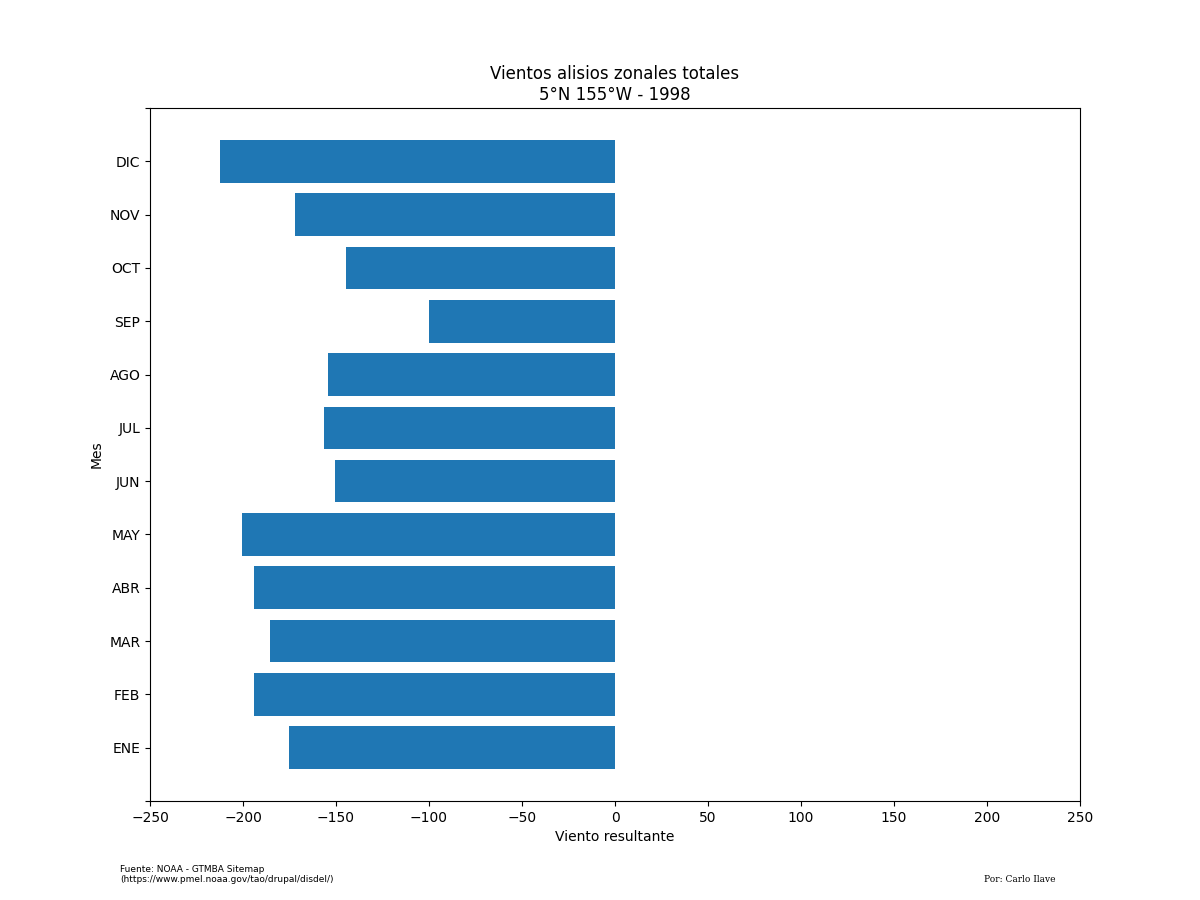 Vientos alisios zonales totales
5°N 155°W - 1998
DIC
NOV
OCT
SEP
AGO
JUL
JUN
MAY
ABR
MAR
FEB
ENE
Mes
−250 −200 −150 −100 −50 0 50 100 150 200 250
Viento resultante
Fuente: NOAA - GTMBA Sitemap
(https://www.pmel.noaa.gov/tao/drupal/disdel/)
Por: Carlo Ilave